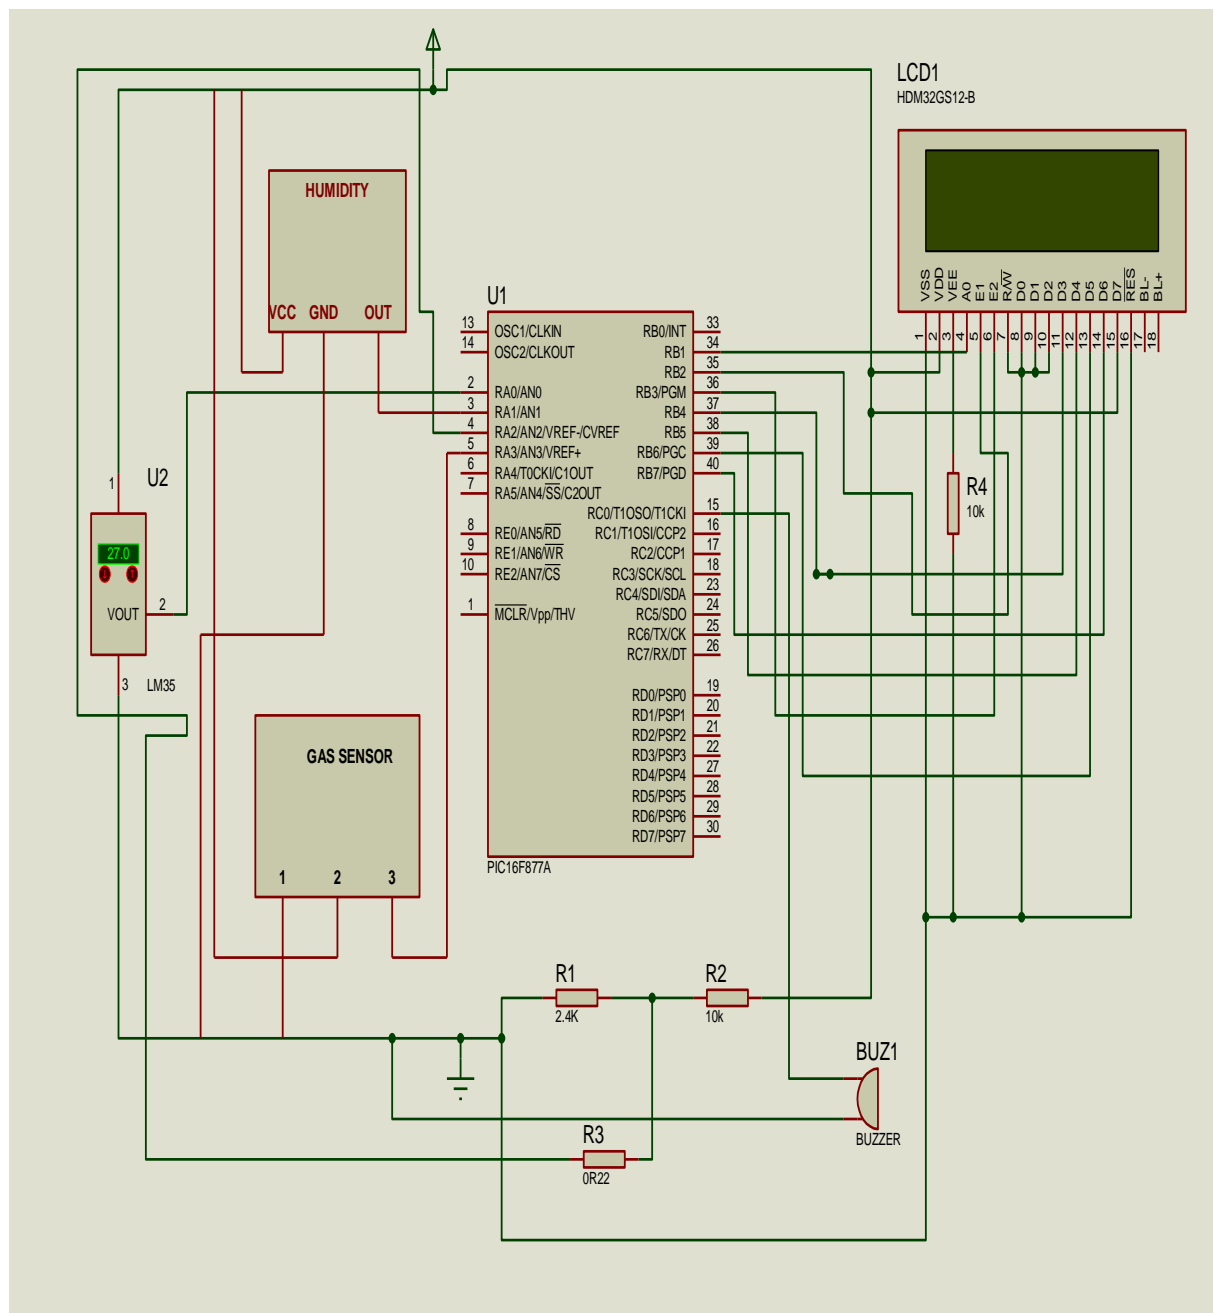 LCD1
HDM32GS12-B
VSS
VDD
VEE
A0
E1
E2
R/W
D0
D1
D2
D3
D4
D5
D6
D7
RES
BL-
BL+
1
2
3
4
5
6
7
8
9
10
11
12
13
14
15
16
17
18
HUMIDITY
VCC GND OUT
U1
13 OSC1/CLKIN RB0/INT 33
14 OSC2/CLKOUT RB1 34
RB2 35
2 RA0/AN0 RB3/PGM 36
3 RA1/AN1 RB4 37
4 RA2/AN2/VREF-/CVREF RB5 38
5 RA3/AN3/VREF+ RB6/PGC 39
6 RA4/T0CKI/C1OUT RB7/PGD 40
7 RA5/AN4/SS/C2OUT
RC0/T1OSO/T1CKI 15
8 RE0/AN5/RD RC1/T1OSI/CCP2 16
9 RE1/AN6/WR RC2/CCP1 17
10 RE2/AN7/CS RC3/SCK/SCL 18
RC4/SDI/SDA 23
1 MCLR/Vpp/THV RC5/SDO 24
RC6/TX/CK 25
RC7/RX/DT 26
RD0/PSP0 19
RD1/PSP1 20
RD2/PSP2 21
RD3/PSP3 22
RD4/PSP4 27
RD5/PSP5 28
RD6/PSP6 29
RD7/PSP7 30
PIC16F877A
R4
10k
1
U2
27.0
VOUT 2
3 LM35
GAS SENSOR
1 2 3
R1
2.4K
R2
10k
BUZ1
BUZZER
R3
0R22